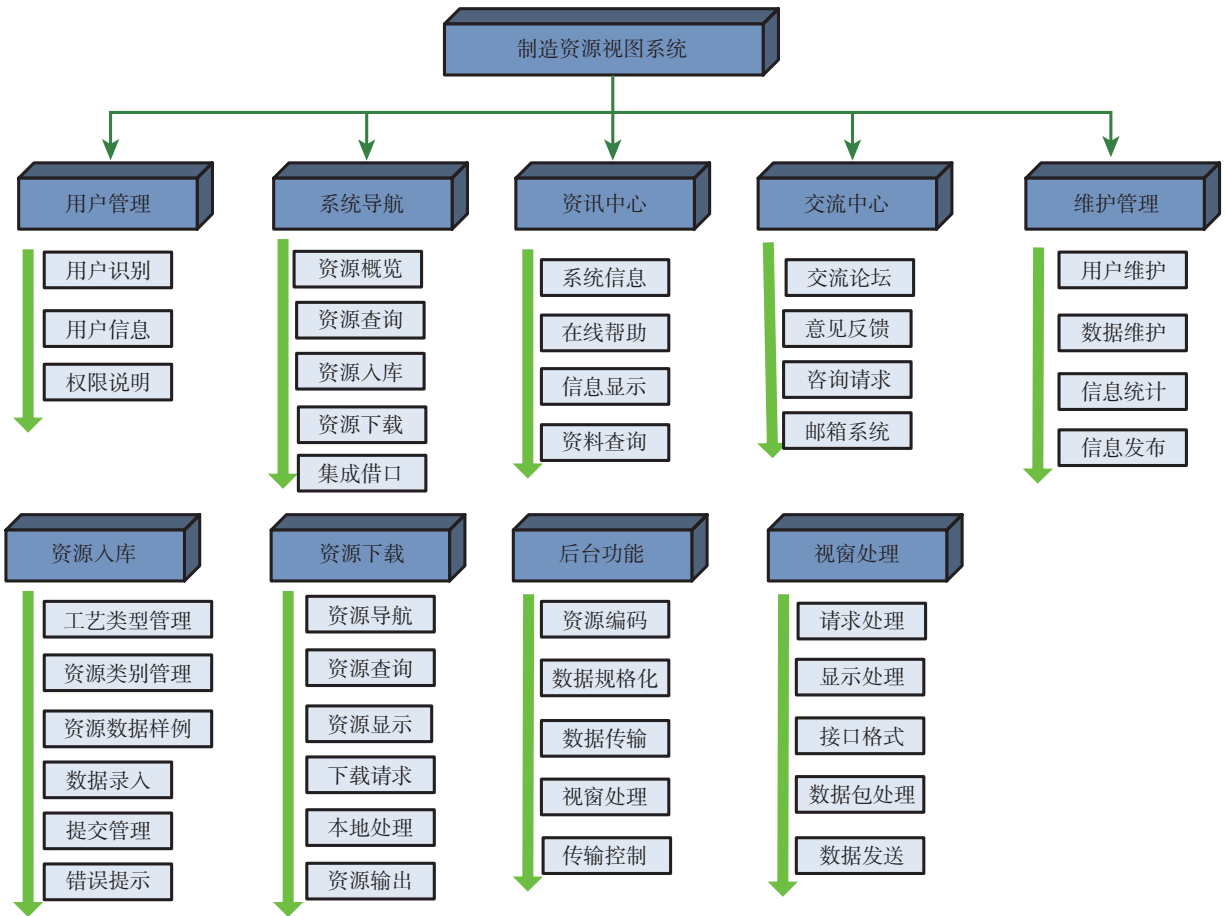 制造资源视图系统
用户管理
系统导航
资讯中心
交流中心
维护管理
用户识别
用户信息
权限说明
资源概览
资源查询
资源入库
资源下载
集成借口
系统信息
在线帮助
信息显示
资料查询
交流论坛
意见反馈
咨询请求
邮箱系统
用户维护
数据维护
信息统计
信息发布
资源入库
资源下载
后台功能
视窗处理
工艺类型管理
资源类别管理
资源数据样例
数据录入
提交管理
错误提示
资源导航
资源查询
资源显示
下载请求
本地处理
资源输出
资源编码
数据规格化
数据传输
视窗处理
传输控制
请求处理
显示处理
接口格式
数据包处理
数据发送